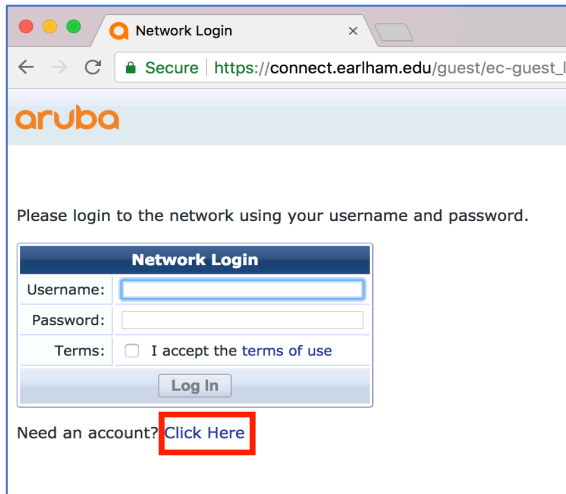 Network Login
Secure https://connect.earlham.edu/guest/ec-guest_l
aruba
Please login to the network using your username and password.
Network Login
Username:
Password:
Terms: I accept the terms of use
Log In
Need an account? Click Here